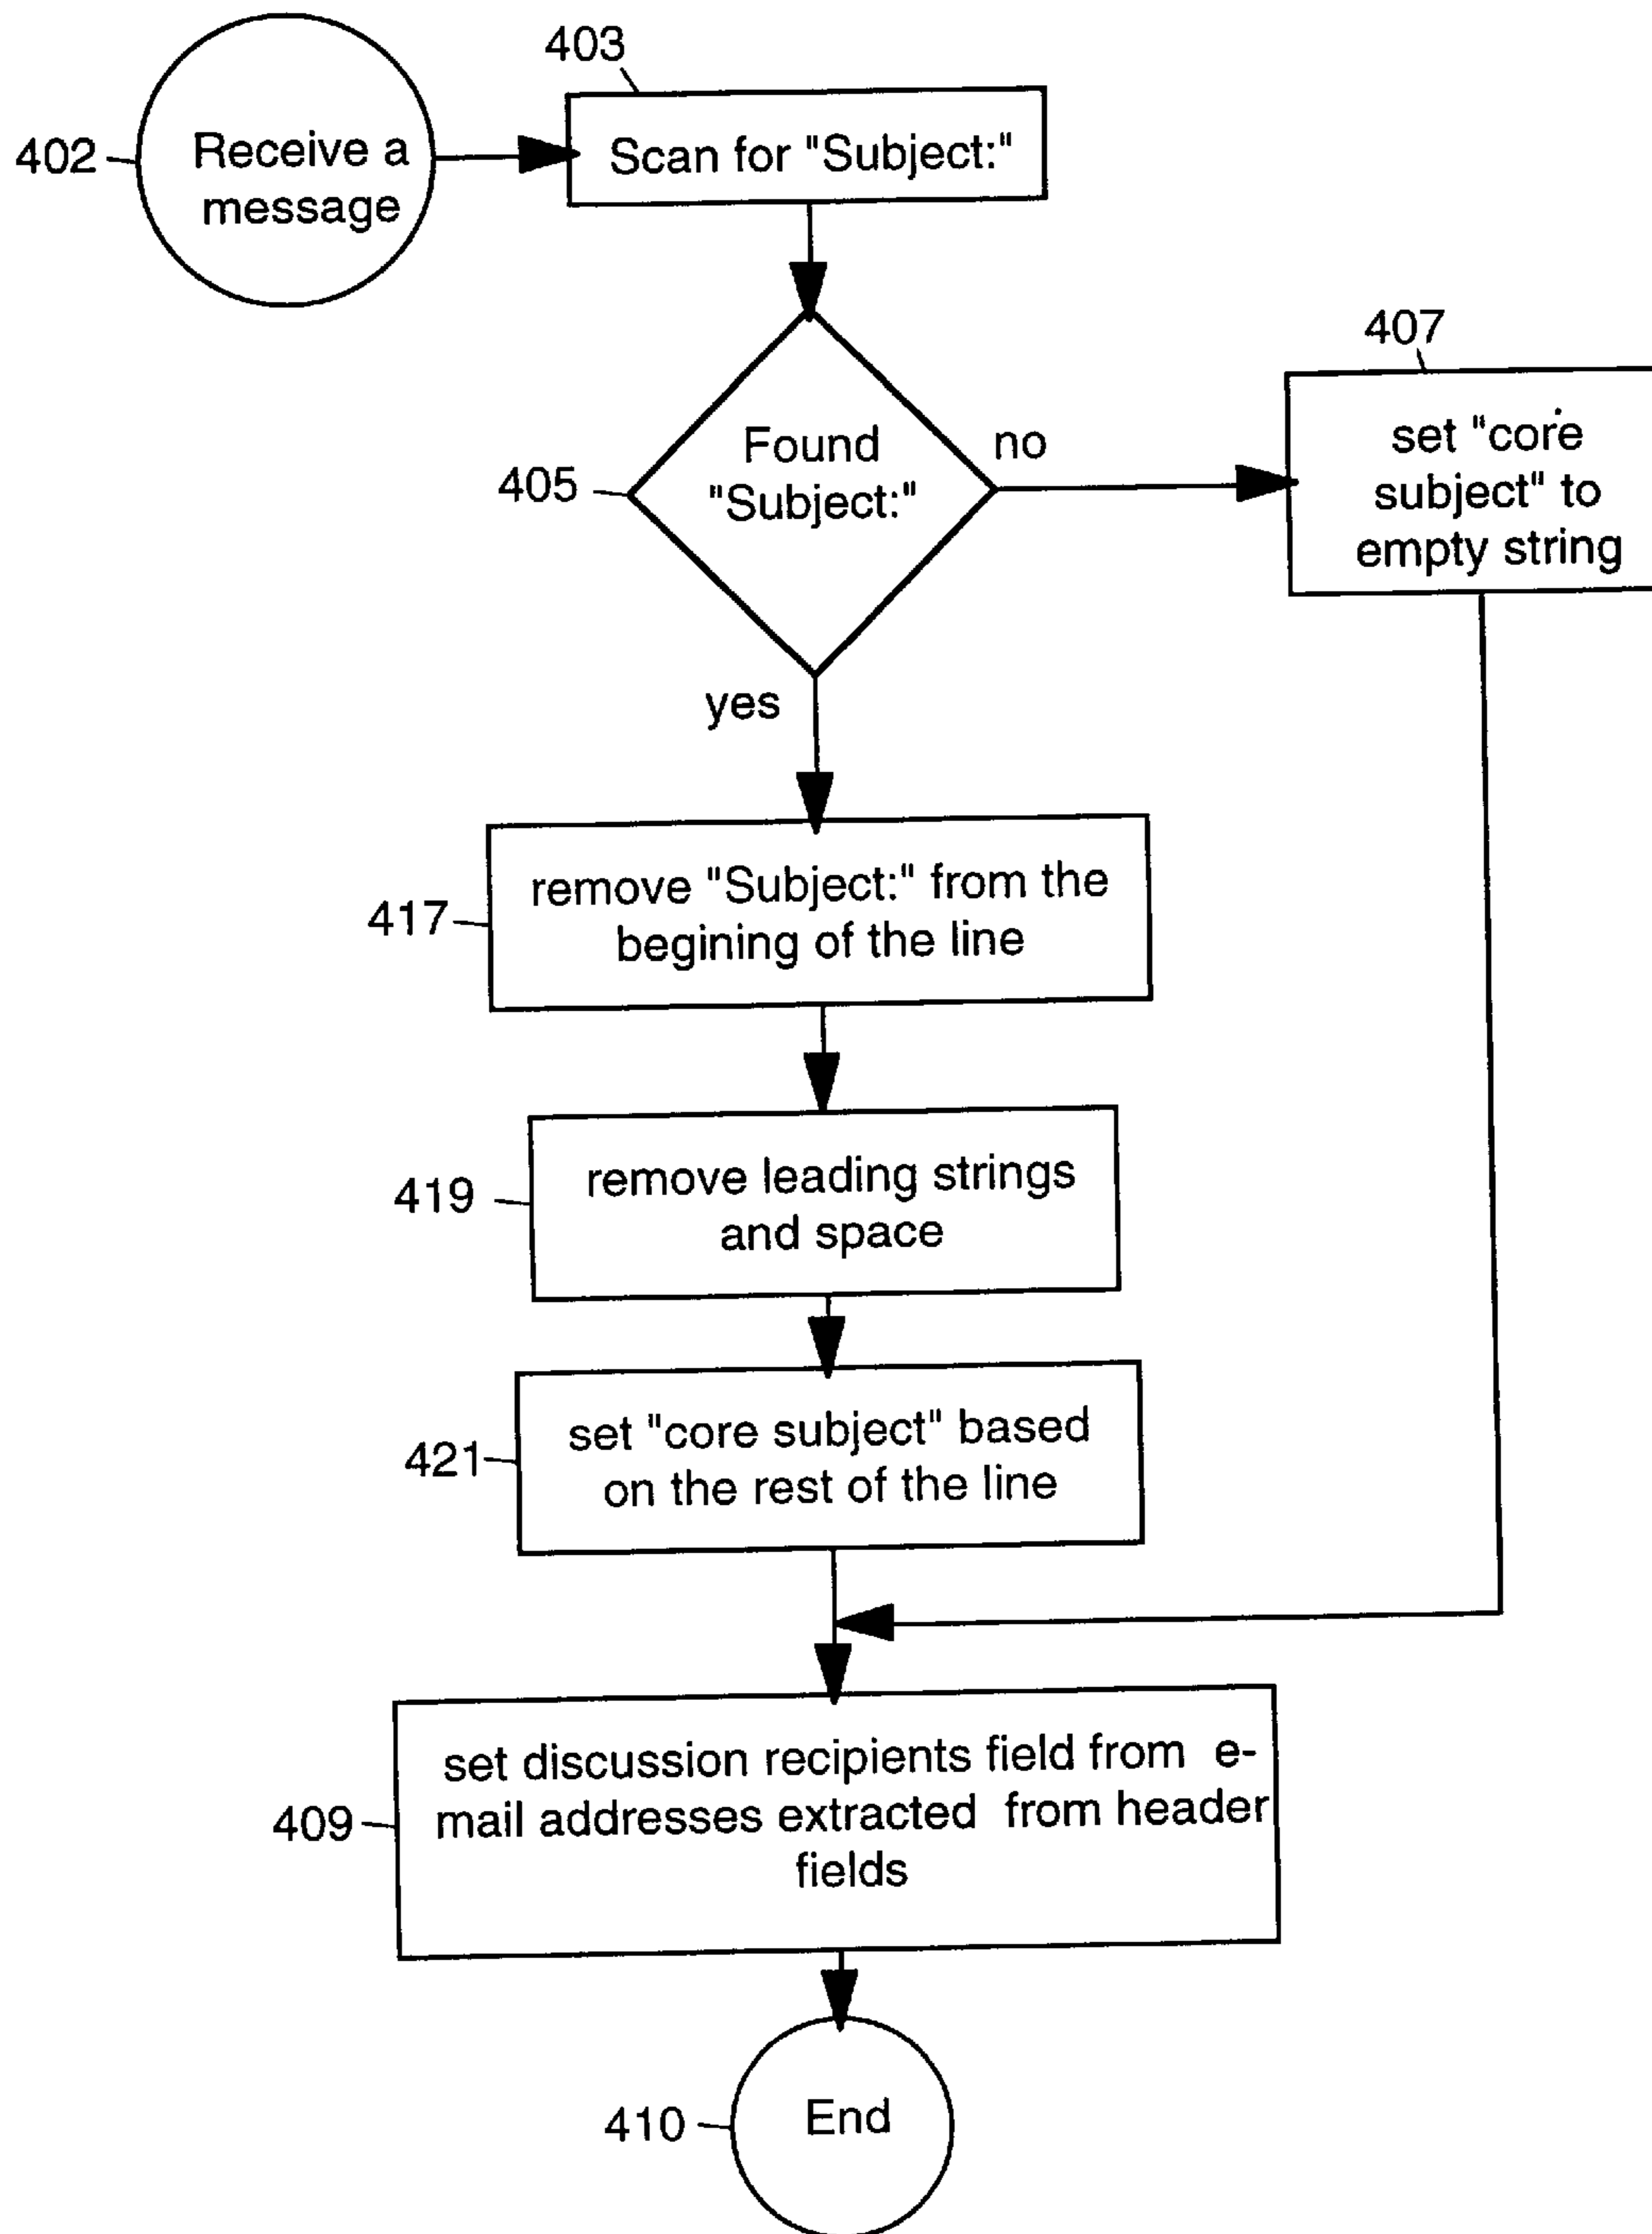 402
Receive a
message
403
Scan for "Subject:"
405
Found
"Subject:"
no
407
set "core
subject" to
empty string
yes
417
remove "Subject:" from the
begining of the line
419
remove leading strings
and space
421
set "core subject" based
on the rest of the line
409
set discussion recipients field from e-
mail addresses extracted from header
fields
410
End